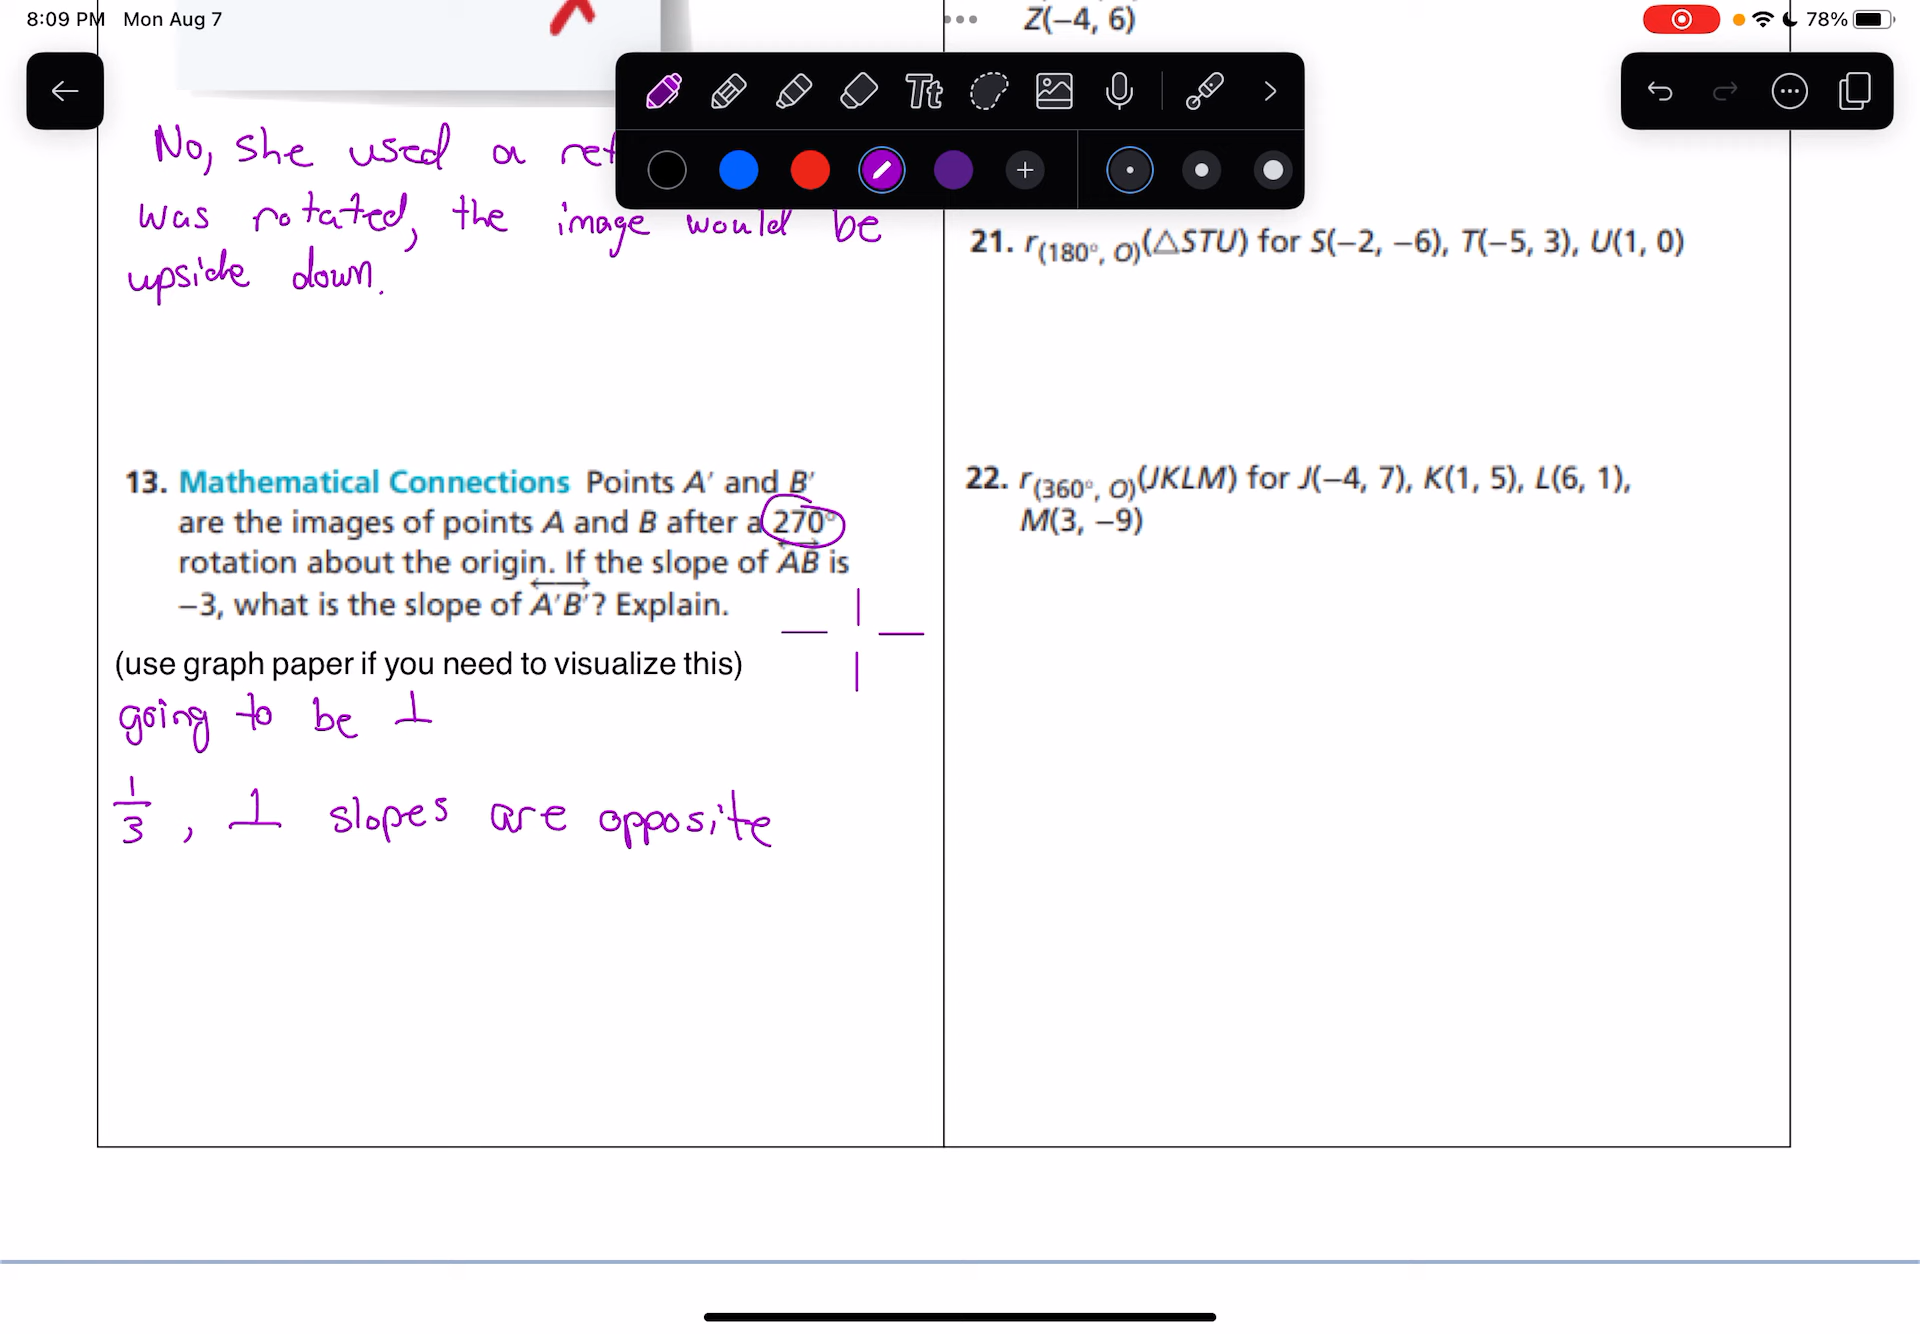 8:09 PM Mon Aug 7
78%
Z(−4, 6)
Tt
No, she used a
was rotated, the image would be
upside down.
13. Mathematical Connections Points A′ and B′
are the images of points A and B after a 270°
rotation about the origin. If the slope of AB is
−3, what is the slope of A′B′? Explain.
(use graph paper if you need to visualize this)
going to be ⊥
1/3, ⊥ slopes are opposite
21. r(180°, O)(△STU) for S(−2, −6), T(−5, 3), U(1, 0)
22. r(360°, O)(JKLM) for J(−4, 7), K(1, 5), L(6, 1),
M(3, −9)